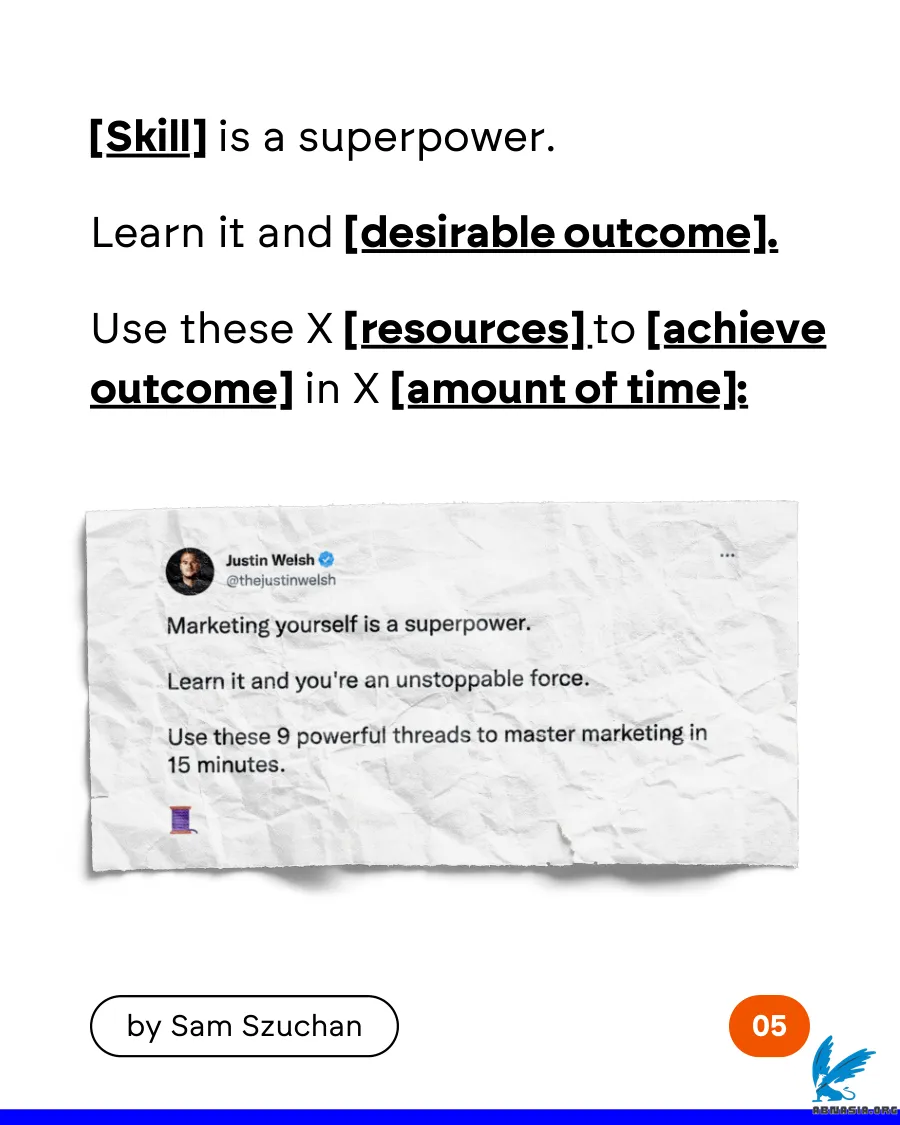 [Skill] is a superpower.
Learn it and [desirable outcome].
Use these X [resources] to [achieve
outcome] in X [amount of time]:
Justin Welsh
@thejustinwelsh
Marketing yourself is a superpower.
Learn it and you're an unstoppable force.
Use these 9 powerful threads to master marketing in
15 minutes.
by Sam Szuchan
05
ABNASIA.ORG